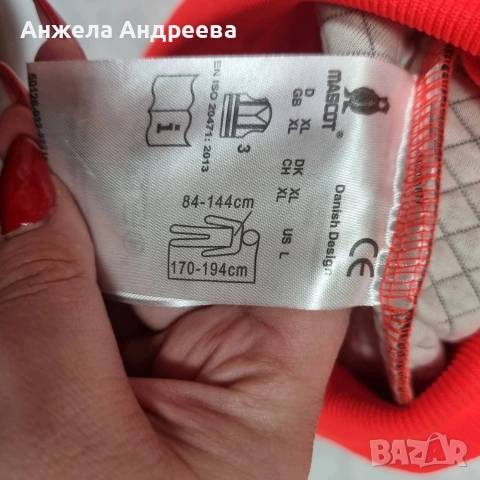 Анжела Андреева
MASCOT®
Danish Design
D XL DK XL US L
GB XL CH XL
CE
EN ISO 20471: 2013
3
i
84-144cm
170-194cm
BAZAR